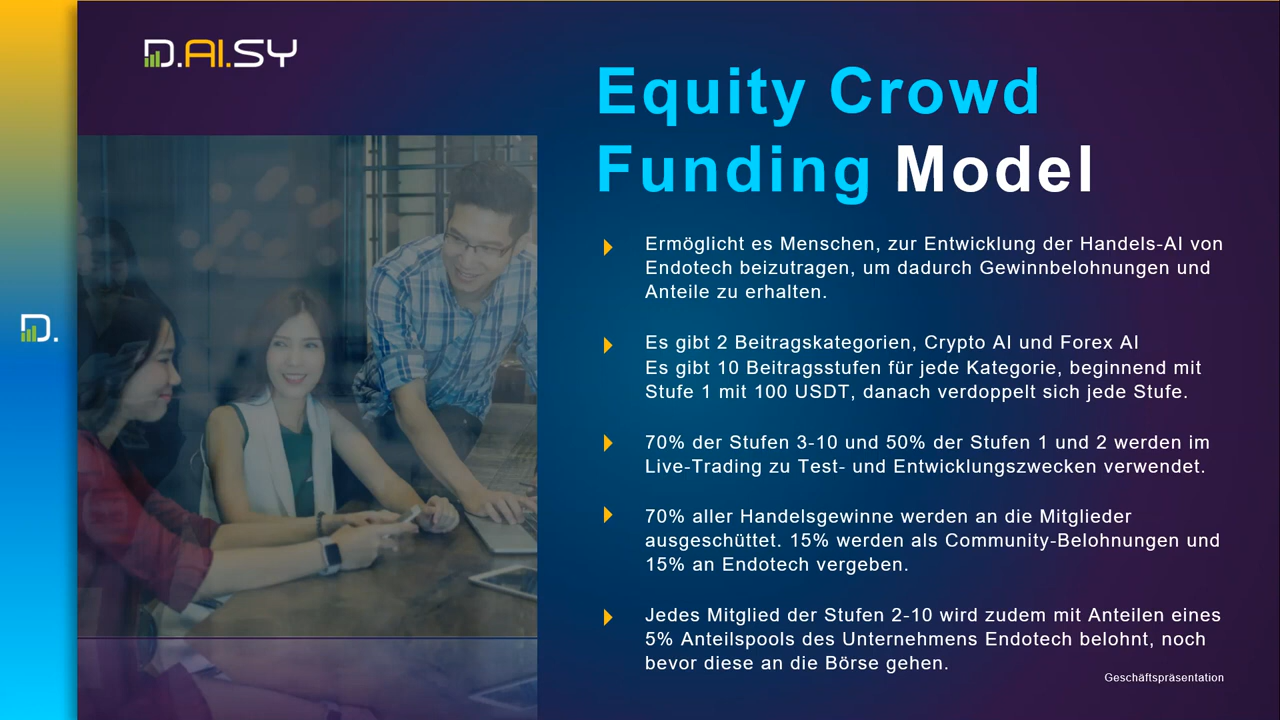 D.AI.SY
Equity Crowd
Funding Model
Ermöglicht es Menschen, zur Entwicklung der Handels-AI von
Endotech beizutragen, um dadurch Gewinnbelohnungen und
Anteile zu erhalten.
Es gibt 2 Beitragskategorien, Crypto AI und Forex AI
Es gibt 10 Beitragsstufen für jede Kategorie, beginnend mit
Stufe 1 mit 100 USDT, danach verdoppelt sich jede Stufe.
70% der Stufen 3-10 und 50% der Stufen 1 und 2 werden im
Live-Trading zu Test- und Entwicklungszwecken verwendet.
70% aller Handelsgewinne werden an die Mitglieder
ausgeschüttet. 15% werden als Community-Belohnungen und
15% an Endotech vergeben.
Jedes Mitglied der Stufen 2-10 wird zudem mit Anteilen eines
5% Anteilspools des Unternehmens Endotech belohnt, noch
bevor diese an die Börse gehen.
Geschäftspräsentation
D.